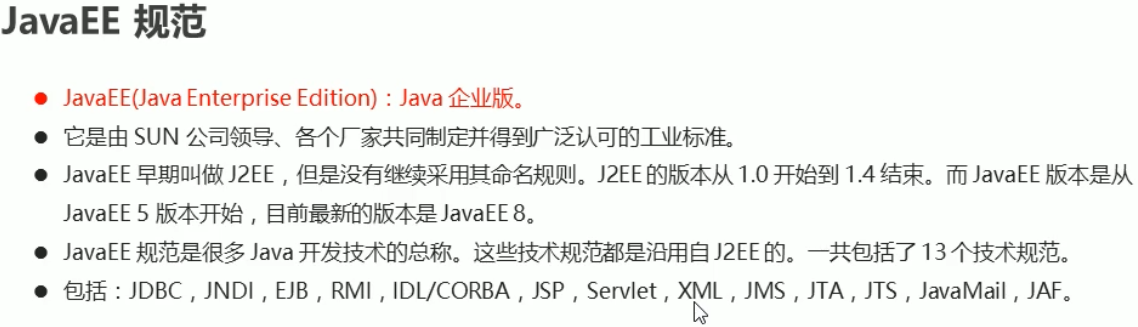 JavaEE 规范
● JavaEE(Java Enterprise Edition)：Java 企业版。
● 它是由 SUN 公司领导、各个厂家共同制定并得到广泛认可的工业标准。
● JavaEE 早期叫做 J2EE，但是没有继续采用其命名规则。J2EE 的版本从 1.0 开始到 1.4 结束。而 JavaEE 版本是从
JavaEE 5 版本开始，目前最新的版本是 JavaEE 8。
● JavaEE 规范是很多 Java 开发技术的总称。这些技术规范都是沿用自 J2EE 的。一共包括了 13 个技术规范。
● 包括：JDBC，JNDI，EJB，RMI，IDL/CORBA，JSP，Servlet，XML，JMS，JTA，JTS，JavaMail，JAF。